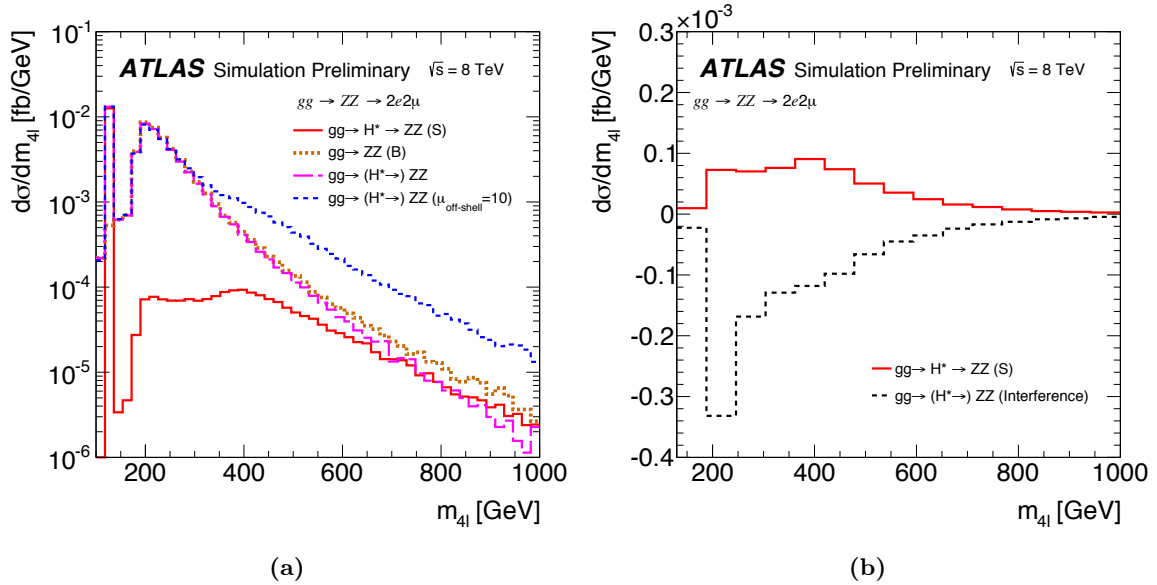 dσ/dm4l [fb/GeV]
10-1
10-2
10-3
10-4
10-5
10-6
ATLAS Simulation Preliminary √s = 8 TeV
gg → ZZ → 2e2μ
gg→ H* → ZZ (S)
gg→ ZZ (B)
gg→ (H*→) ZZ
gg→ (H*→) ZZ (μoff-shell=10)
200 400 600 800 1000
m4l [GeV]
(a)
dσ/dm4l [fb/GeV]
×10-3
0.3
0.2
0.1
0
-0.1
-0.2
-0.3
-0.4
ATLAS Simulation Preliminary √s = 8 TeV
gg → ZZ → 2e2μ
gg→ H* → ZZ (S)
gg→ (H*→) ZZ (Interference)
200 400 600 800 1000
m4l [GeV]
(b)